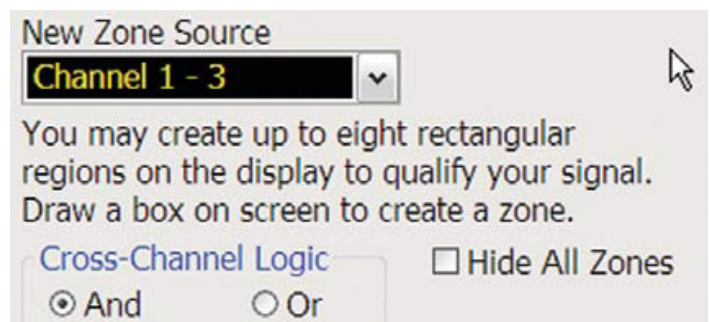 New Zone Source
Channel 1 - 3
You may create up to eight rectangular
regions on the display to qualify your signal.
Draw a box on screen to create a zone.
Cross-Channel Logic
Hide All Zones
And Or